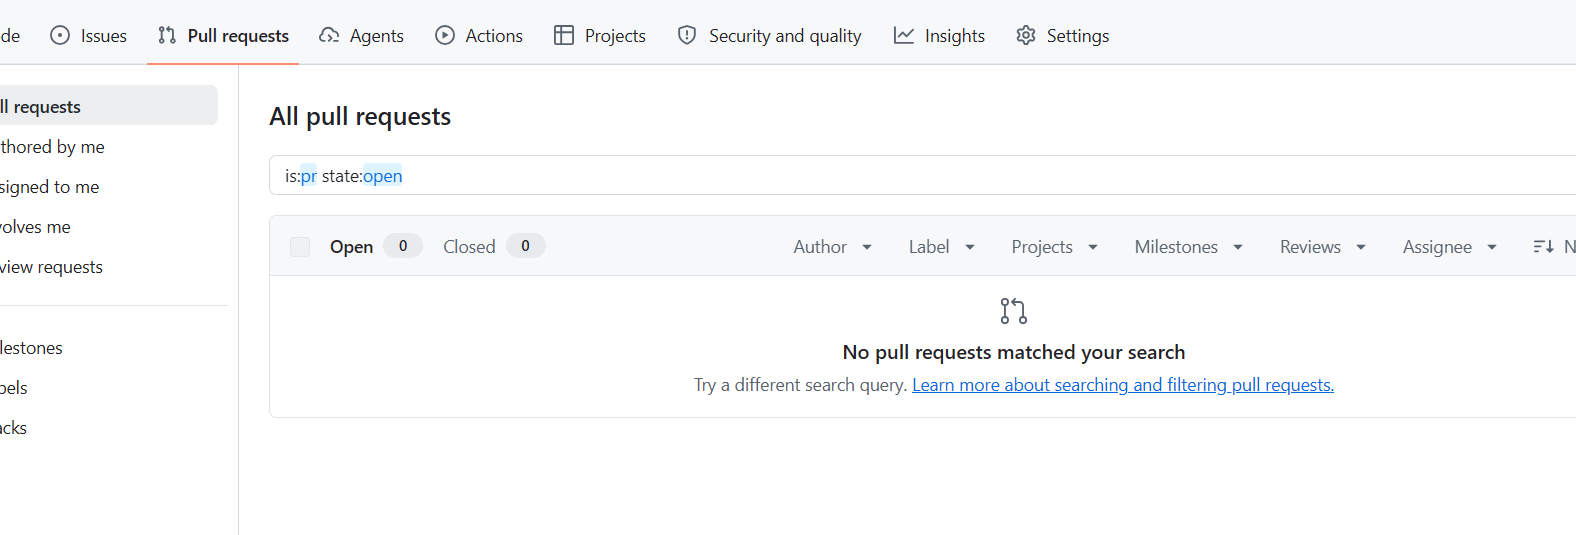 de Issues Pull requests Agents Actions Projects Security and quality Insights Settings
ll requests
thored by me
signed to me
volves me
view requests
lestones
bels
acks
All pull requests
is:pr state:open
Open 0 Closed 0 Author Label Projects Milestones Reviews Assignee N
No pull requests matched your search
Try a different search query. Learn more about searching and filtering pull requests.